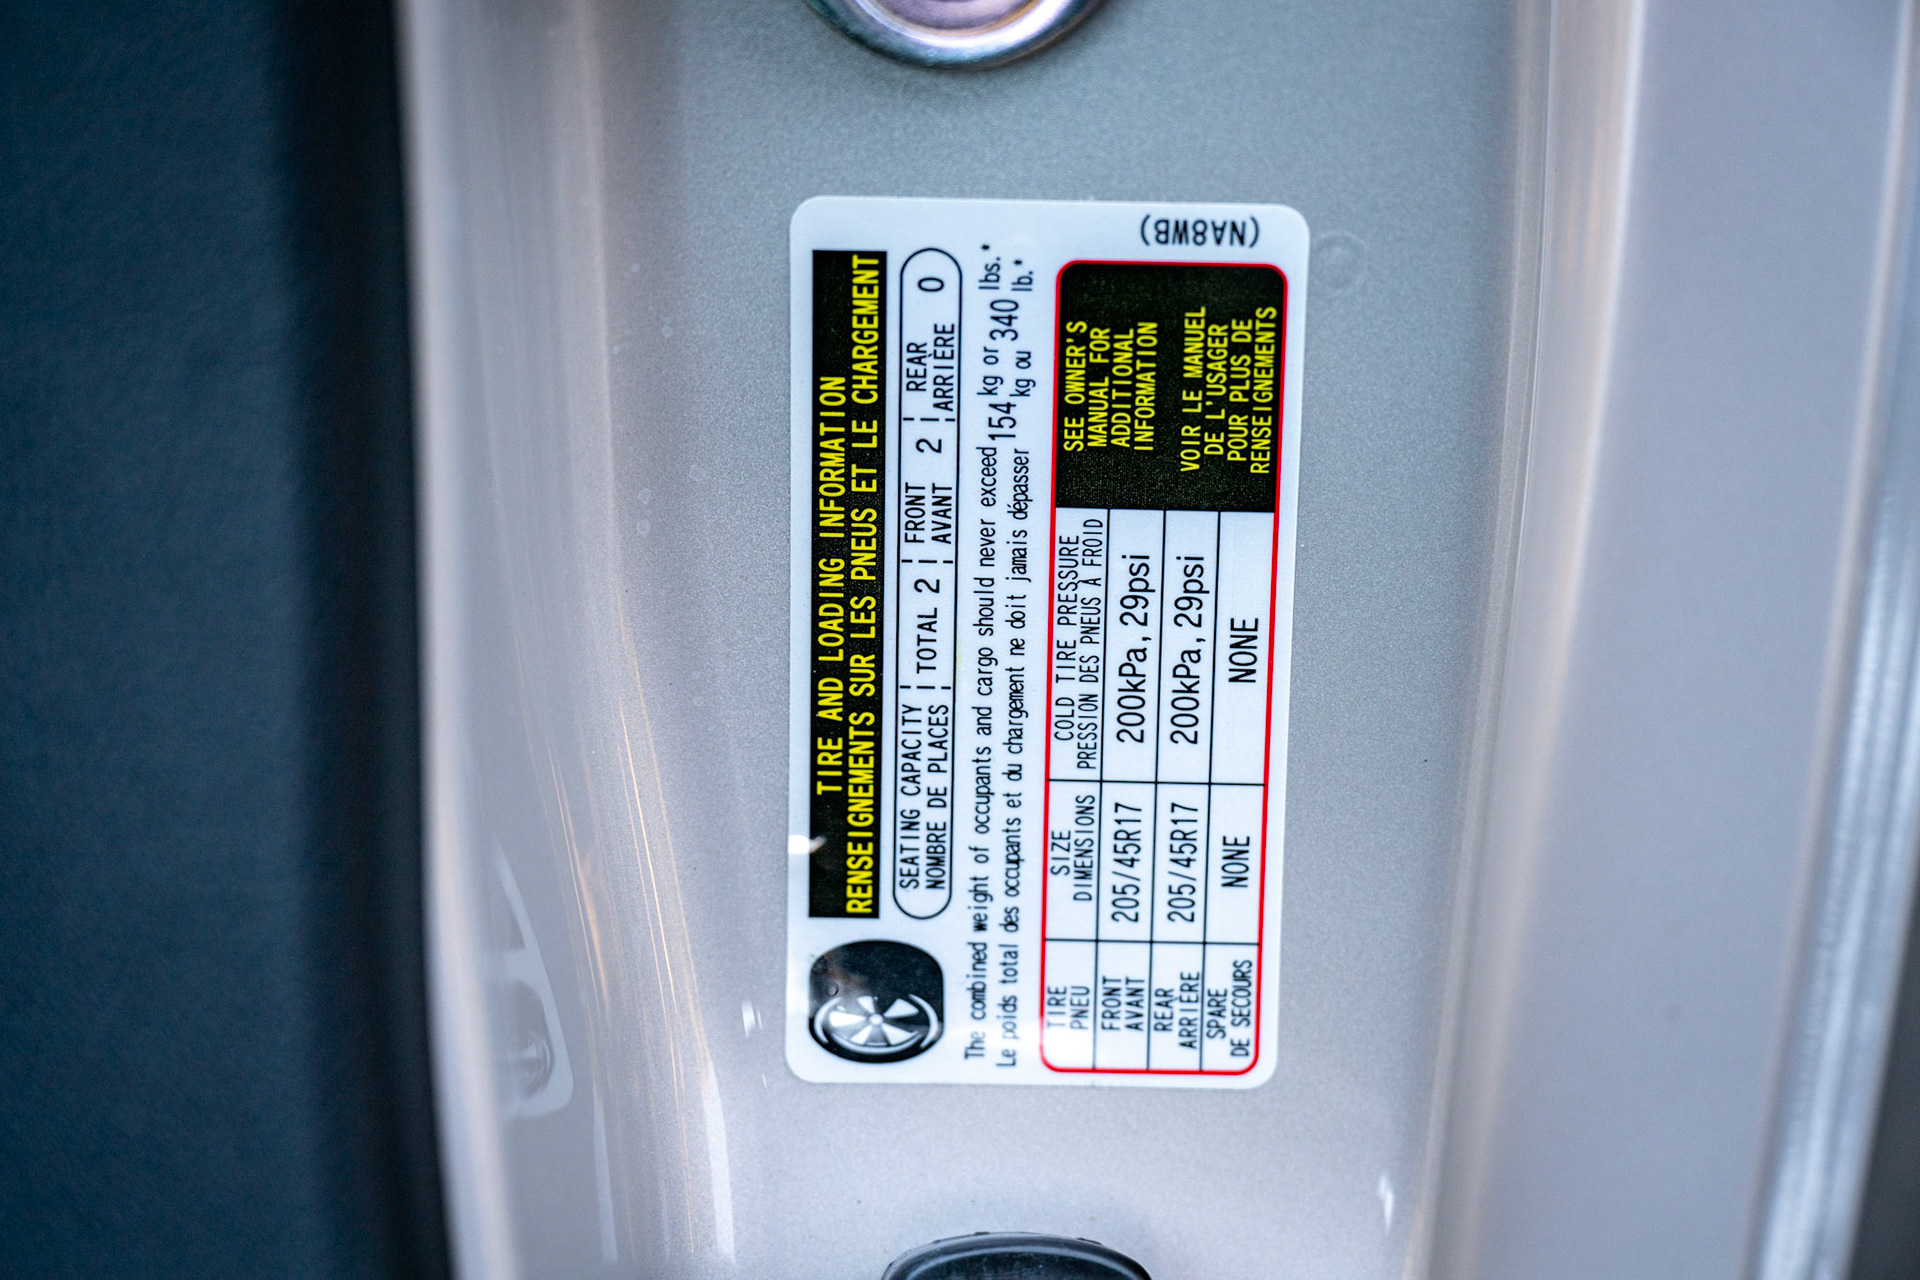 TIRE AND LOADING INFORMATION
RENSEIGNEMENTS SUR LES PNEUS ET LE CHARGEMENT
SEATING CAPACITY TOTAL 2 FRONT 2 REAR 0
NOMBRE DE PLACES AVANT ARRIÈRE
The combined weight of occupants and cargo should never exceed 154 kg or 340 lbs.*
Le poids total des occupants et du chargement ne doit jamais dépasser kg ou lb.*
TIRE SIZE COLD TIRE PRESSURE
PNEU DIMENSIONS PRESSION DES PNEUS À FROID
FRONT 205/45R17 200kPa, 29psi
AVANT
REAR 205/45R17 200kPa, 29psi
ARRIÈRE
SPARE NONE NONE
DE SECOURS
SEE OWNER'S
MANUAL FOR
ADDITIONAL
INFORMATION
VOIR LE MANUEL
DE L'USAGER
POUR PLUS DE
RENSEIGNEMENTS
(NA8WB)